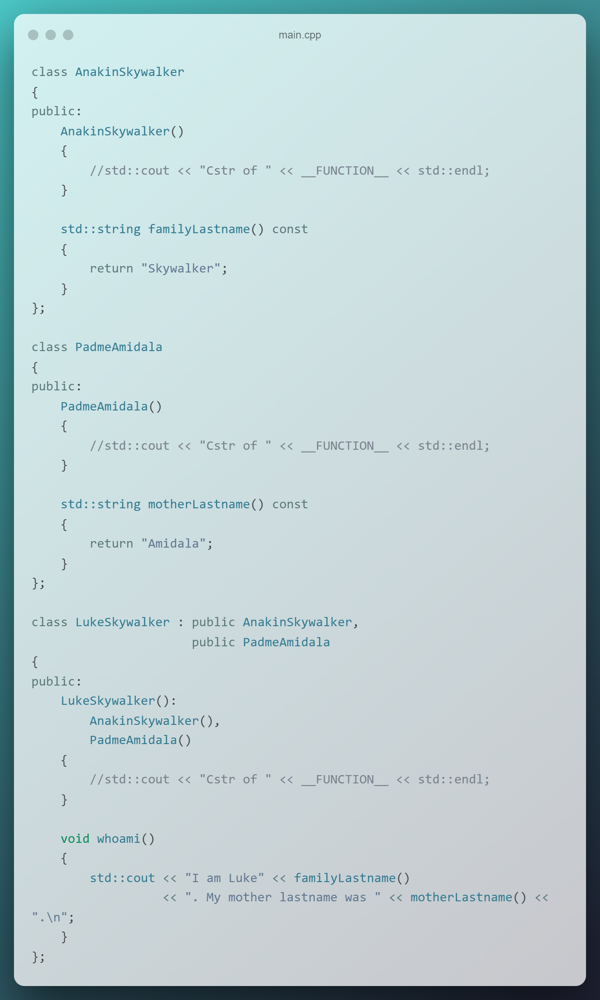 main.cpp
class AnakinSkywalker
{
public:
    AnakinSkywalker()
    {
        //std::cout << "Cstr of " << __FUNCTION__ << std::endl;
    }

    std::string familyLastname() const
    {
        return "Skywalker";
    }
};

class PadmeAmidala
{
public:
    PadmeAmidala()
    {
        //std::cout << "Cstr of " << __FUNCTION__ << std::endl;
    }

    std::string motherLastname() const
    {
        return "Amidala";
    }
};

class LukeSkywalker : public AnakinSkywalker,
                      public PadmeAmidala
{
public:
    LukeSkywalker():
        AnakinSkywalker(),
        PadmeAmidala()
    {
        //std::cout << "Cstr of " << __FUNCTION__ << std::endl;
    }

    void whoami()
    {
        std::cout << "I am Luke" << familyLastname()
                  << ". My mother lastname was " << motherLastname() <<
".\n";
    }
};